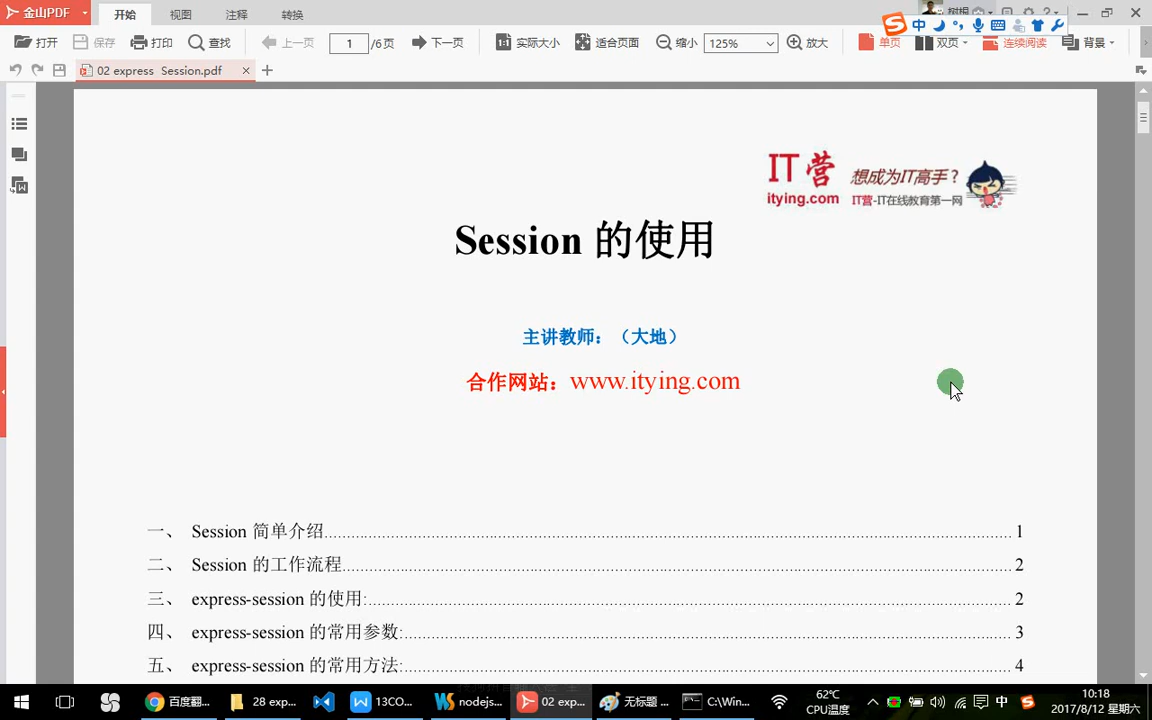 金山PDF
开始
视图
注释
转换
树根
中
打开
保存
打印
查找
上一页
1
/6页
下一页
1:1
实际大小
适合页面
缩小
125%
放大
单页
双页
连续阅读
背景
02 express Session.pdf
IT营
itying.com
想成为IT高手?
IT营-IT在线教育第一网
Session 的使用
主讲教师：（大地）
合作网站：www.itying.com
一、 Session 简单介绍 1
二、 Session 的工作流程 2
三、 express-session 的使用: 2
四、 express-session 的常用参数: 3
五、 express-session 的常用方法: 4
百度翻...
28 exp...
13CO...
nodejs...
02 exp...
无标题 ...
C:\Win...
62℃
CPU温度
中
10:18
2017/8/12 星期六